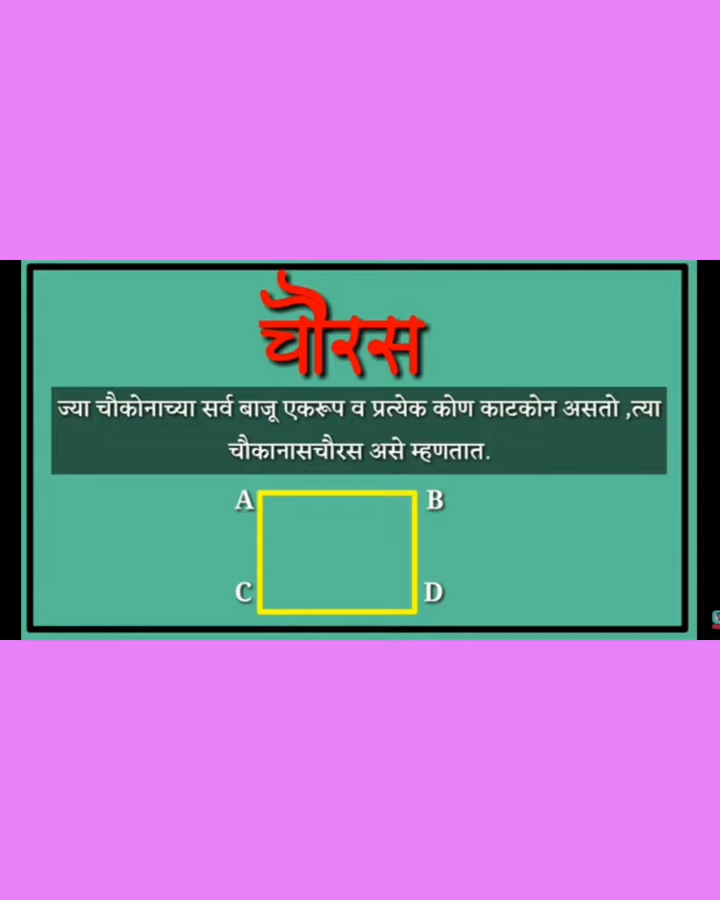 चौरस
ज्या चौकोनाच्या सर्व बाजू एकरूप व प्रत्येक कोण काटकोन असतो ,त्या
चौकानासचौरस असे म्हणतात.
A B
C D